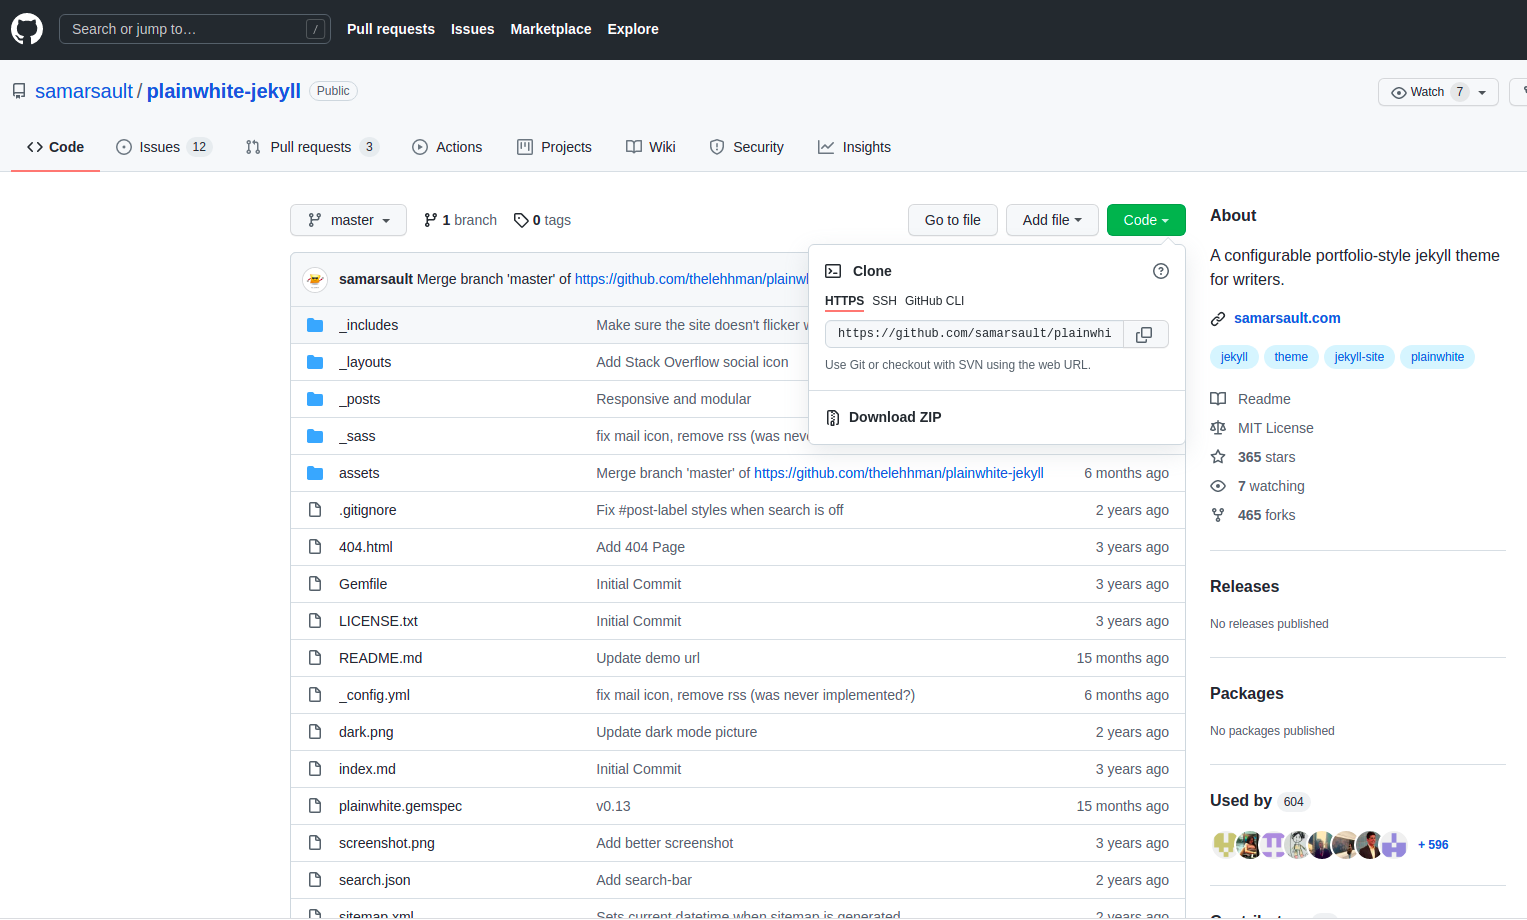 Search or jump to… /
Pull requests Issues Marketplace Explore
samarsault / plainwhite-jekyll Public
Watch 7
Code Issues 12 Pull requests 3 Actions Projects Wiki Security Insights
master 1 branch 0 tags Go to file Add file Code
samarsault Merge branch 'master' of https://github.com/thelehhman/plainwh
_includes Make sure the site doesn't flicker
_layouts Add Stack Overflow social icon
_posts Responsive and modular
_sass fix mail icon, remove rss (was neve
assets Merge branch 'master' of https://github.com/thelehhman/plainwhite-jekyll 6 months ago
.gitignore Fix #post-label styles when search is off 2 years ago
404.html Add 404 Page 3 years ago
Gemfile Initial Commit 3 years ago
LICENSE.txt Initial Commit 3 years ago
README.md Update demo url 15 months ago
_config.yml fix mail icon, remove rss (was never implemented?) 6 months ago
dark.png Update dark mode picture 2 years ago
index.md Initial Commit 3 years ago
plainwhite.gemspec v0.13 15 months ago
screenshot.png Add better screenshot 3 years ago
search.json Add search-bar 2 years ago
sitemap.xml Sets current datetime when sitemap is generated 2 years ago
Clone
HTTPS SSH GitHub CLI
https://github.com/samarsault/plainwhi
Use Git or checkout with SVN using the web URL.
Download ZIP
About
A configurable portfolio-style jekyll theme
for writers.
samarsault.com
jekyll theme jekyll-site plainwhite
Readme
MIT License
365 stars
7 watching
465 forks
Releases
No releases published
Packages
No packages published
Used by 604
+ 596